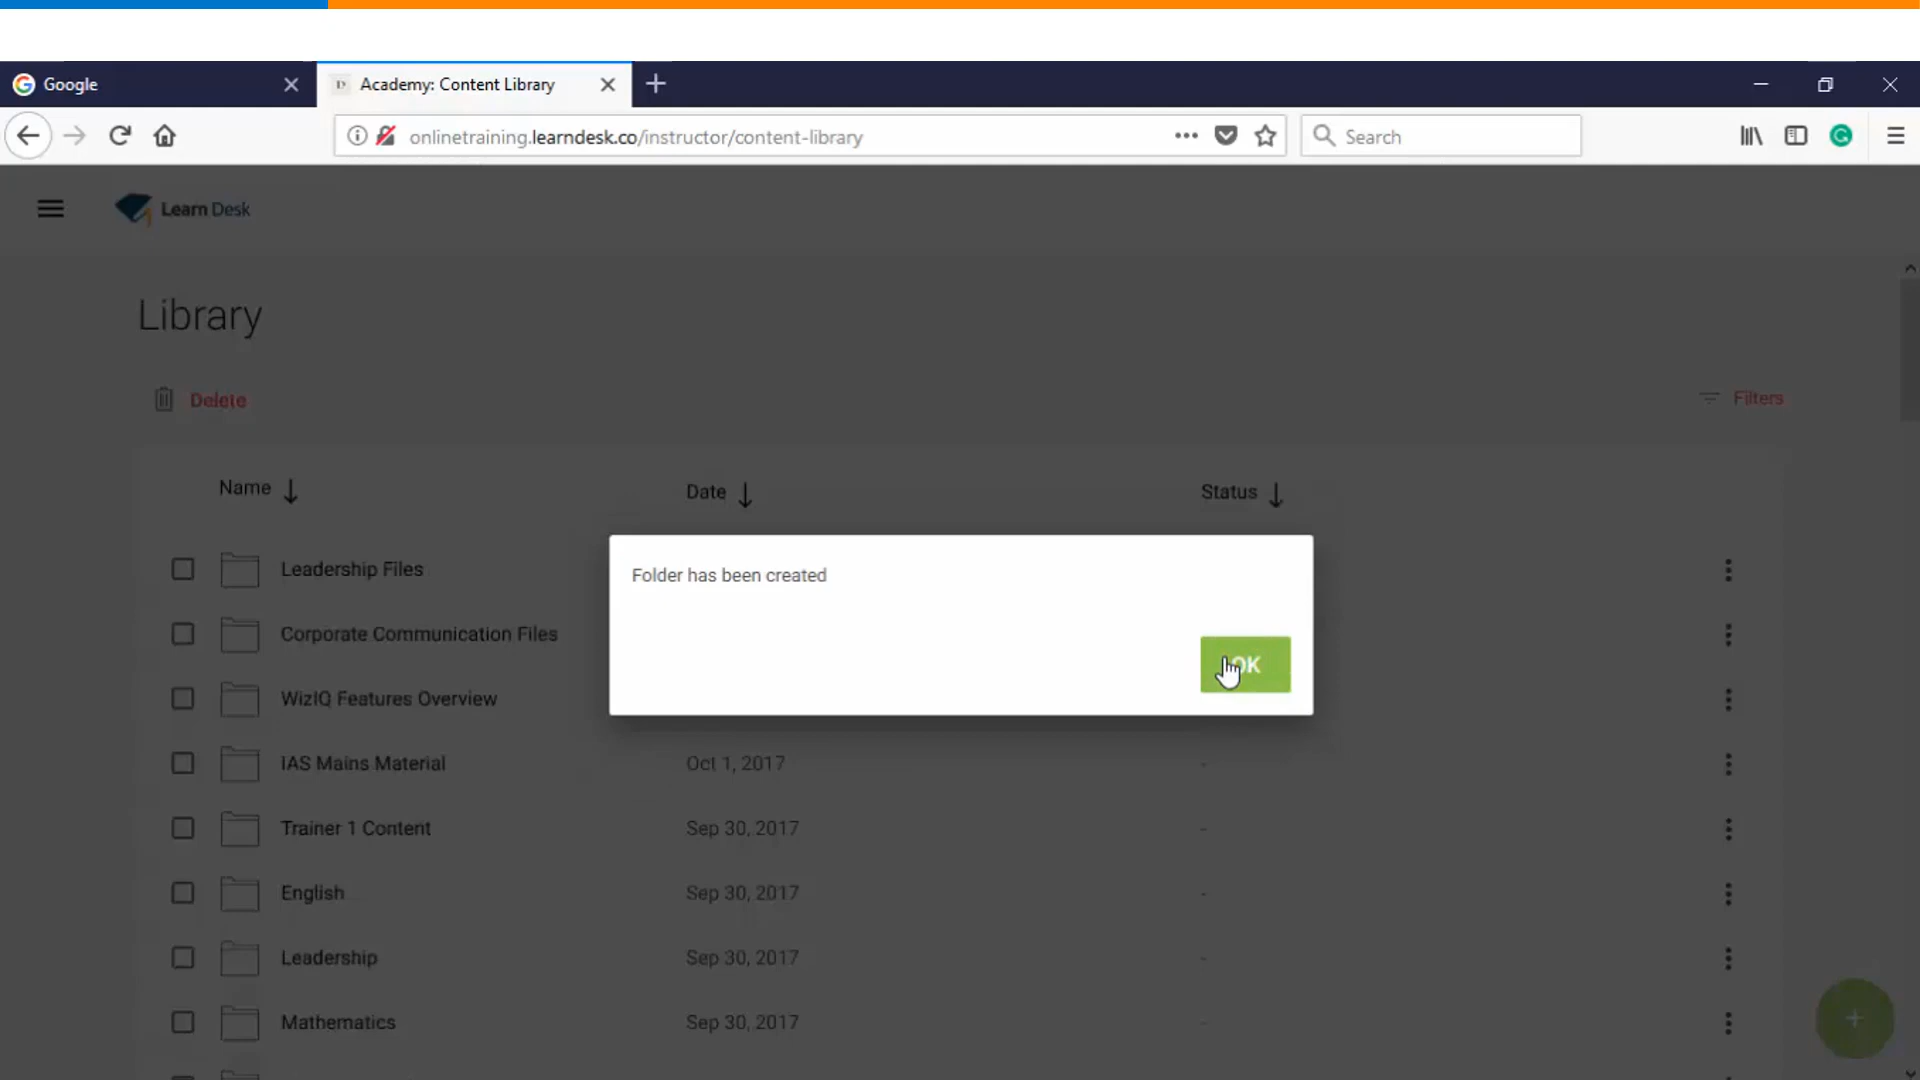 Google
Academy: Content Library
onlinetraining.learndesk.co/instructor/content-library
Search
Learn Desk
Library
Delete
Filters
Name
Date
Status
Folder has been created
OK
Leadership Files
Corporate Communication Files
WizIQ Features Overview
IAS Mains Material Oct 1, 2017 -
Trainer 1 Content Sep 30, 2017 -
English Sep 30, 2017 -
Leadership Sep 30, 2017 -
Mathematics Sep 30, 2017 -